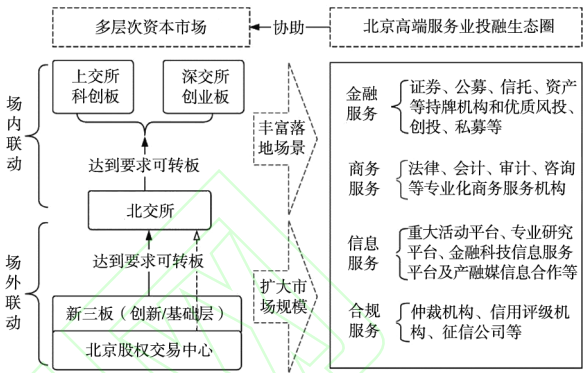 多层次资本市场
协助
北京高端服务业投融生态圈
场内联动
上交所
科创板
深交所
创业板
达到要求可转板
北交所
场外联动
达到要求可转板
新三板（创新/基础层）
北京股权交易中心
丰富落
地场景
扩大市
场规模
金融
服务
证券、公募、信托、资产
等持牌机构和优质风投、
创投、私募等
商务
服务
法律、会计、审计、咨询
等专业化商务服务机构
信息
服务
重大活动平台、专业研究
平台、金融科技信息服务
平台及产融媒信息合作等
合规
服务
仲裁机构、信用评级机
构、征信公司等